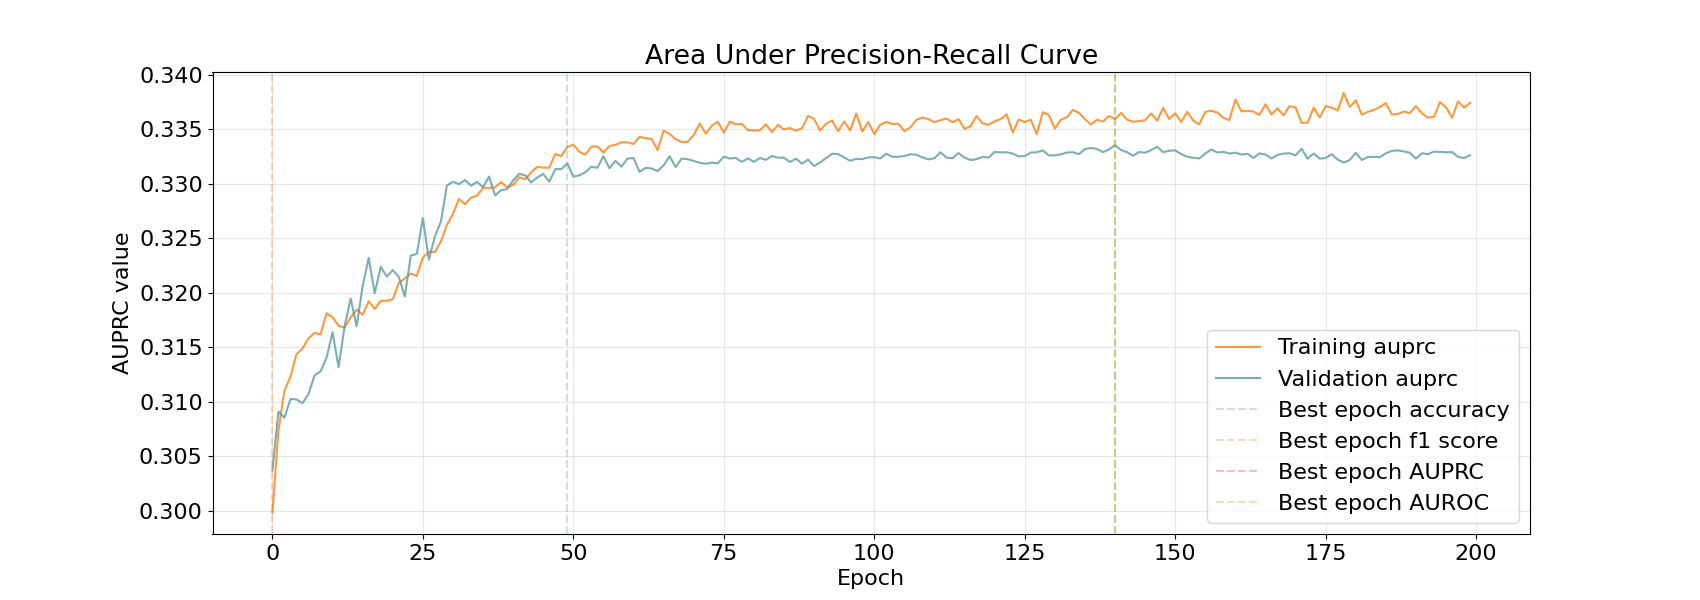 Area Under Precision-Recall Curve
AUPRC value
0.340
0.335
0.330
0.325
0.320
0.315
0.310
0.305
0.300
Training auprc
Validation auprc
Best epoch accuracy
Best epoch f1 score
Best epoch AUPRC
Best epoch AUROC
0 25 50 75 100 125 150 175 200
Epoch